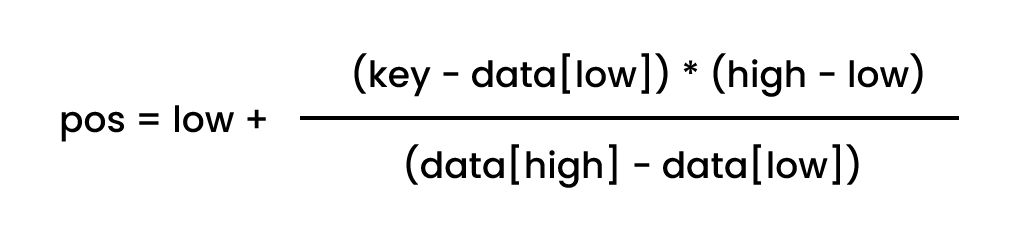 (key - data[low]) * (high - low)
pos = low +
(data[high] - data[low])